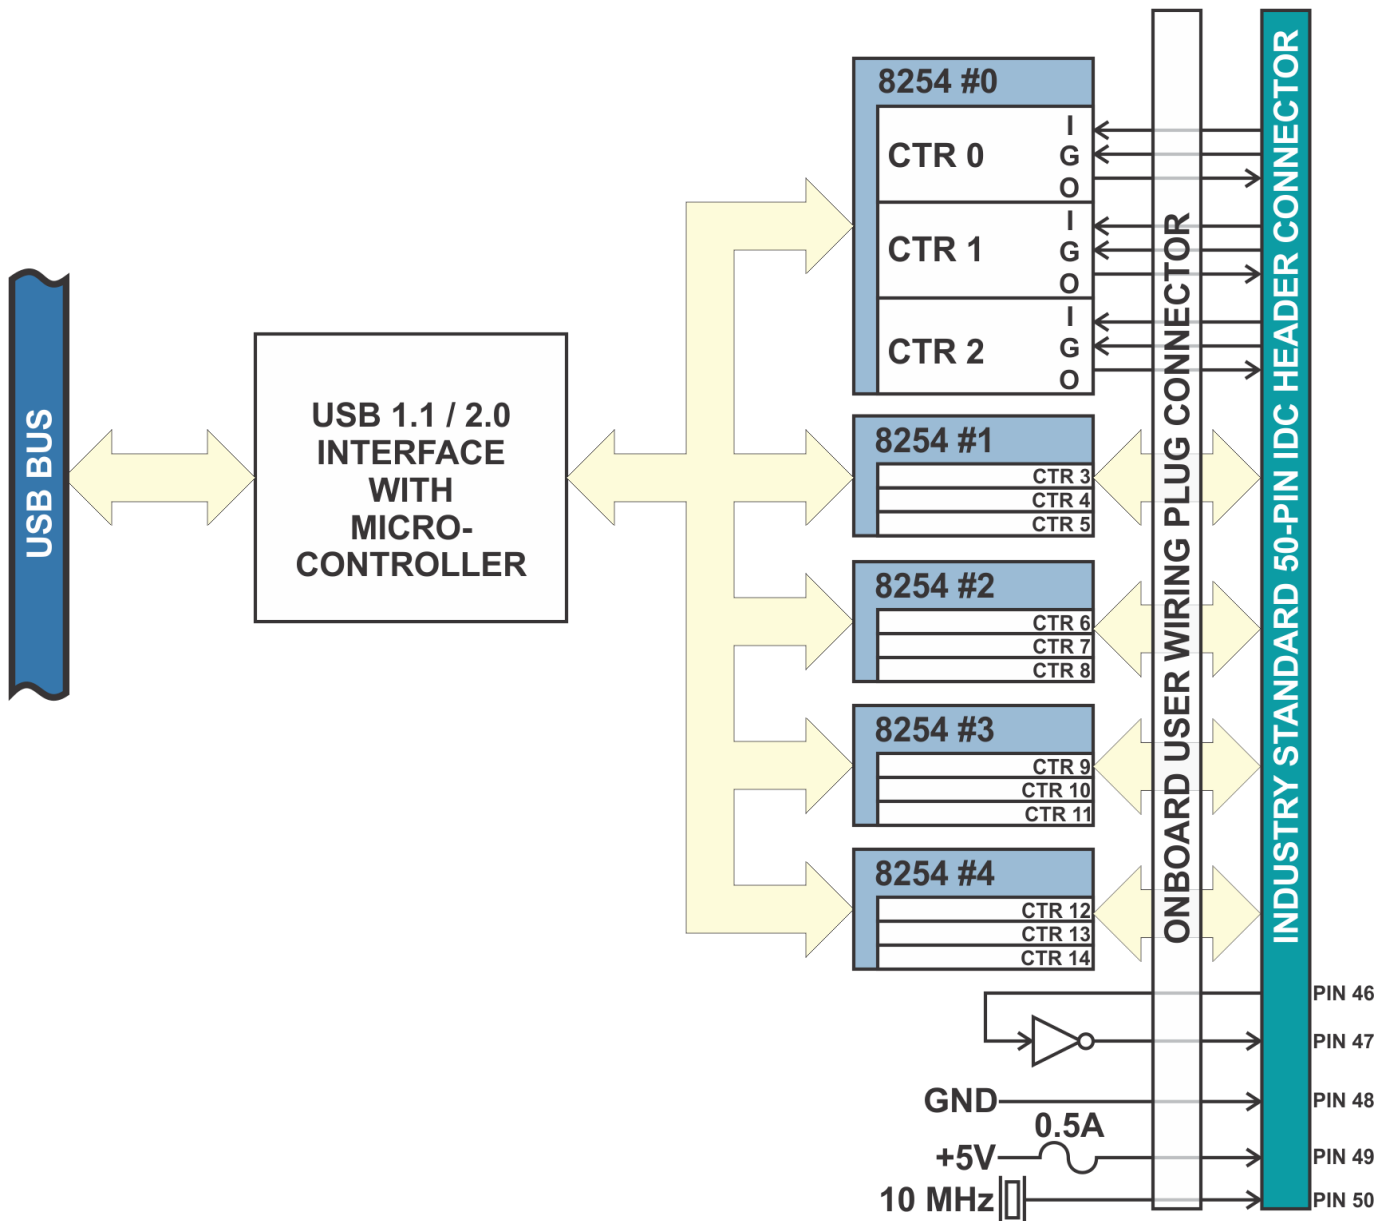 USB BUS
USB 1.1 / 2.0
INTERFACE
WITH
MICRO-
CONTROLLER
8254 #0
CTR 0
I
G
O
CTR 1
I
G
O
CTR 2
I
G
O
8254 #1
CTR 3
CTR 4
CTR 5
8254 #2
CTR 6
CTR 7
CTR 8
8254 #3
CTR 9
CTR 10
CTR 11
8254 #4
CTR 12
CTR 13
CTR 14
ONBOARD USER WIRING PLUG CONNECTOR
INDUSTRY STANDARD 50-PIN IDC HEADER CONNECTOR
PIN 46
PIN 47
GND
PIN 48
0.5A
+5V
PIN 49
10 MHz
PIN 50